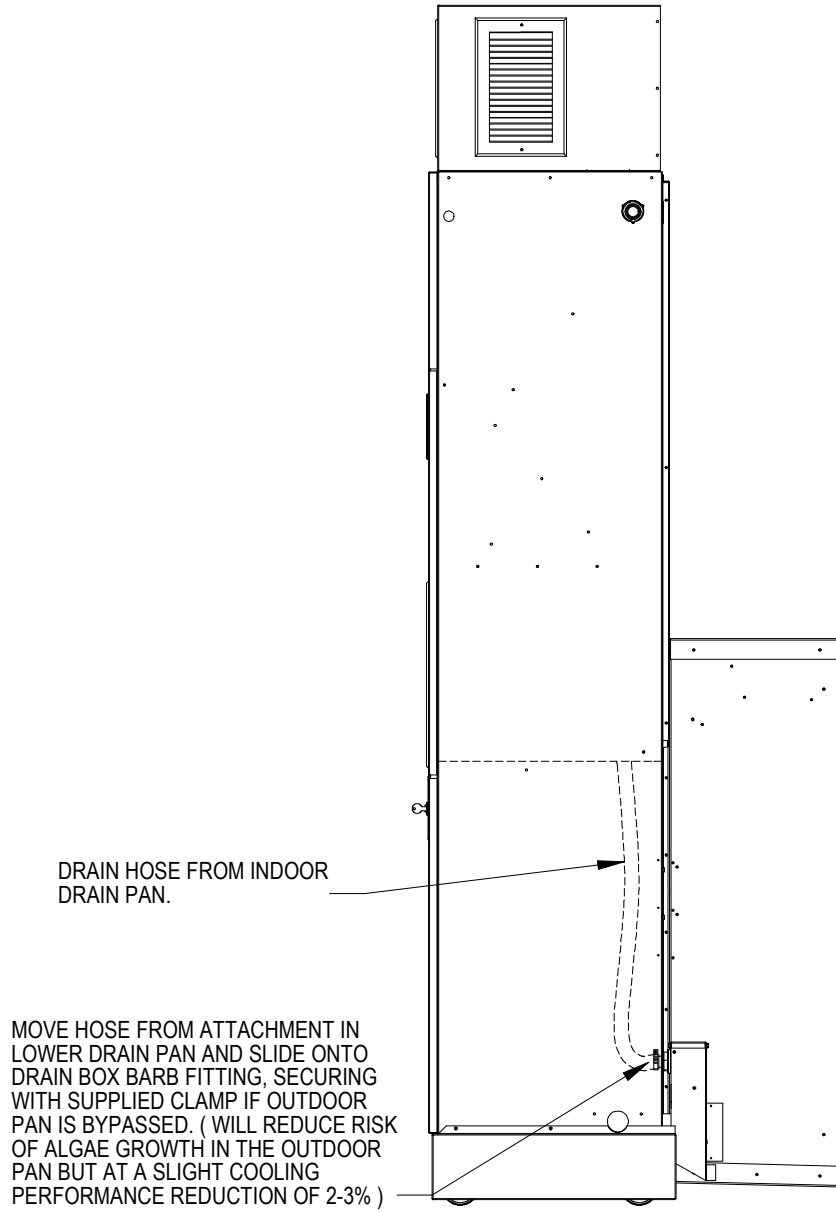 DRAIN HOSE FROM INDOOR
DRAIN PAN.
MOVE HOSE FROM ATTACHMENT IN
LOWER DRAIN PAN AND SLIDE ONTO
DRAIN BOX BARB FITTING, SECURING
WITH SUPPLIED CLAMP IF OUTDOOR
PAN IS BYPASSED. ( WILL REDUCE RISK
OF ALGAE GROWTH IN THE OUTDOOR
PAN BUT AT A SLIGHT COOLING
PERFORMANCE REDUCTION OF 2-3% )